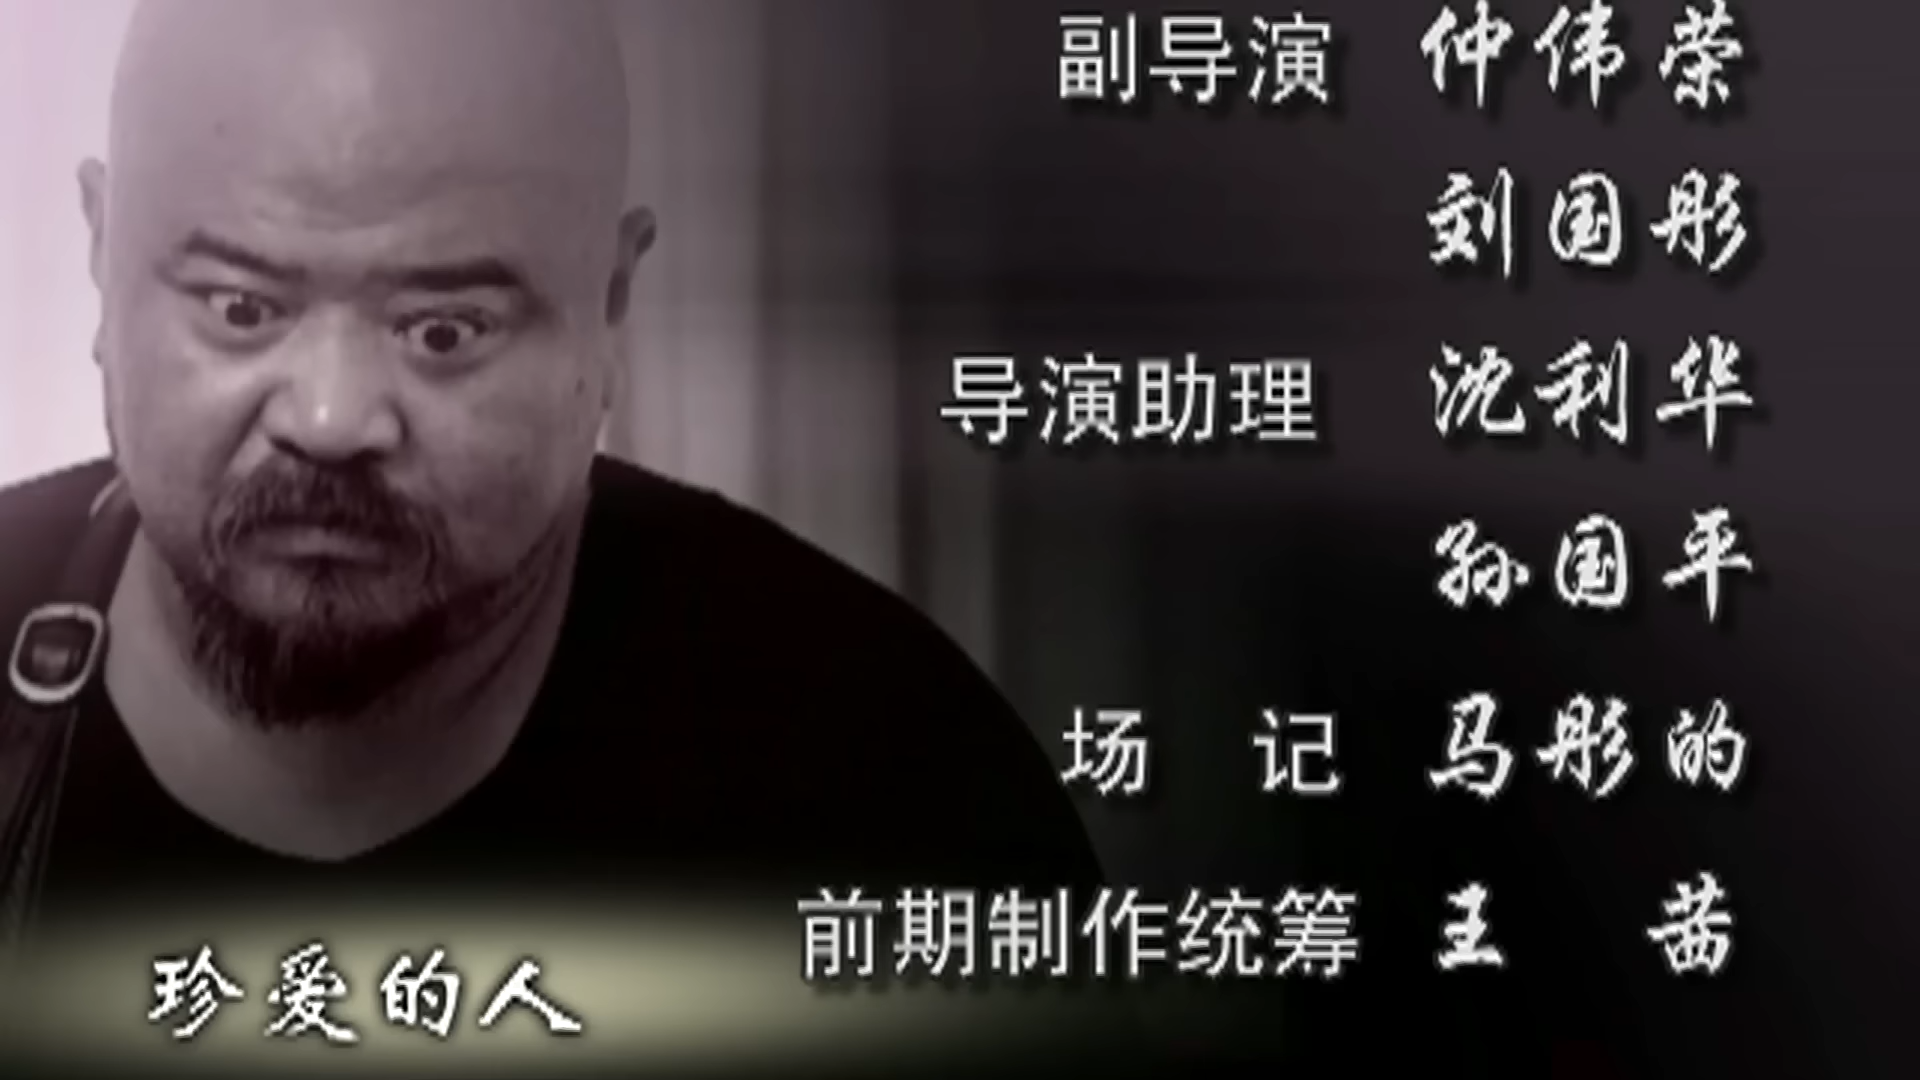 副导演 仲伟荣
刘国彤
导演助理 沈利华
孙国平
场 记 马彤的
前期制作统筹 王 茜
珍爱的人